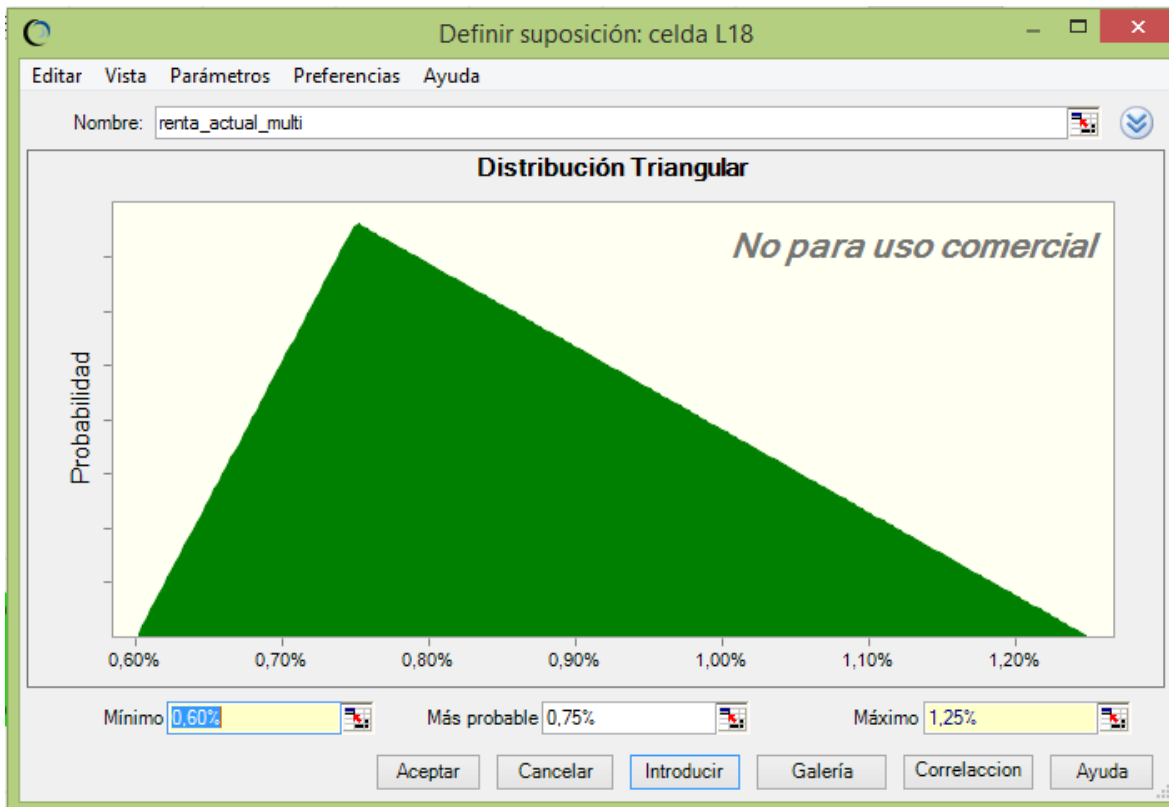 Definir suposición: celda L18
Editar Vista Parámetros Preferencias Ayuda
Nombre: renta_actual_multi
Distribución Triangular
No para uso comercial
Probabilidad
0,60% 0,70% 0,80% 0,90% 1,00% 1,10% 1,20%
Mínimo 0,60% Más probable 0,75% Máximo 1,25%
Aceptar Cancelar Introducir Galería Correlaccion Ayuda